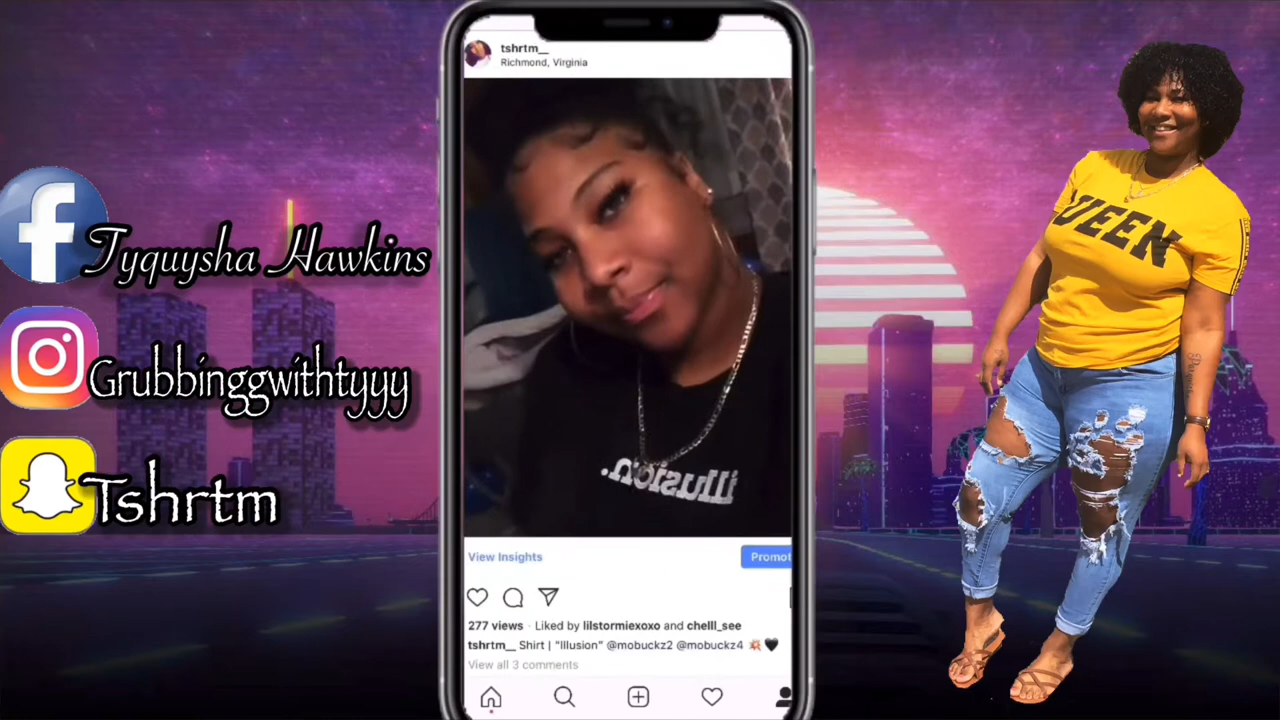 Tyquysha Hawkins
Grubbinggwithtyyy
Tshrtm
tshrtm__
Richmond, Virginia
Illusion.
View Insights
Promot
277 views · Liked by lilstormiexoxo and chelll_see
tshrtm__ Shirt | "Illusion" @mobuckz2 @mobuckz4 💥🖤
View all 3 comments
UEEN